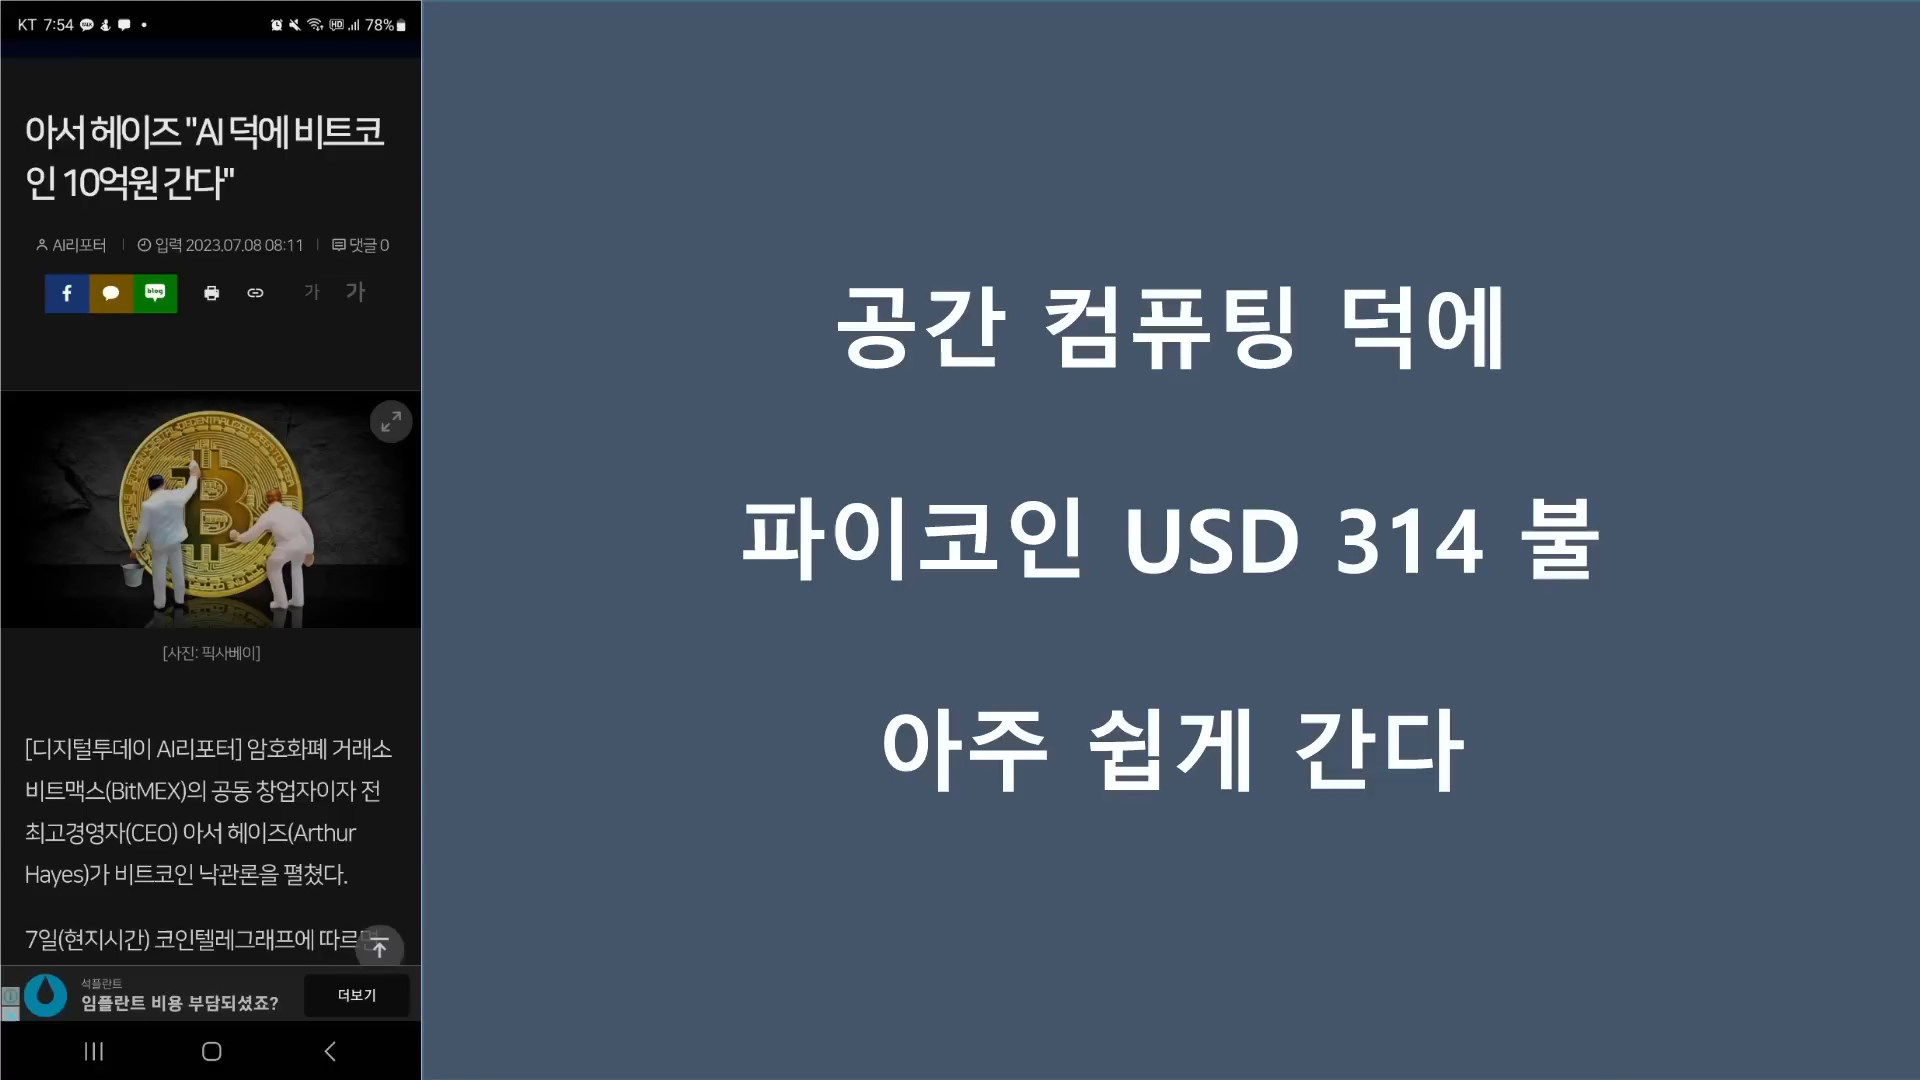 KT 7:54
78%
아서 헤이즈 "AI 덕에 비트코
인 10억원 간다"
AI리포터 입력 2023.07.08 08:11 댓글 0
blog 가 가
[사진: 픽사베이]
[디지털투데이 AI리포터] 암호화폐 거래소
비트맥스(BitMEX)의 공동 창업자이자 전
최고경영자(CEO) 아서 헤이즈(Arthur
Hayes)가 비트코인 낙관론을 펼쳤다.
7일(현지시간) 코인텔레그래프에 따르면
석플란트
임플란트 비용 부담되셨죠?
더보기
공간 컴퓨팅 덕에
파이코인 USD 314 불
아주 쉽게 간다